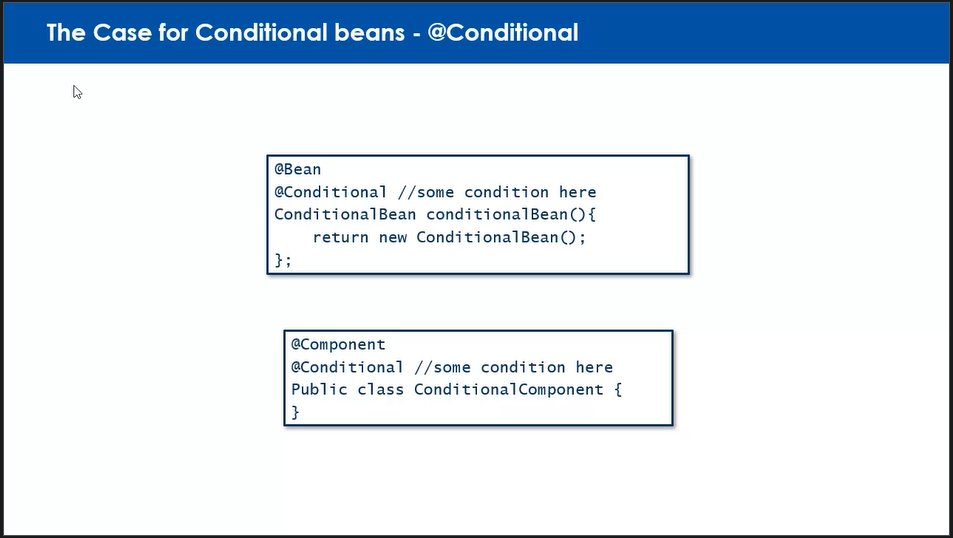 The Case for Conditional beans - @Conditional
@Bean
@Conditional //some condition here
ConditionalBean conditionalBean(){
    return new ConditionalBean();
};
@Component
@Conditional //some condition here
Public class ConditionalComponent {
}